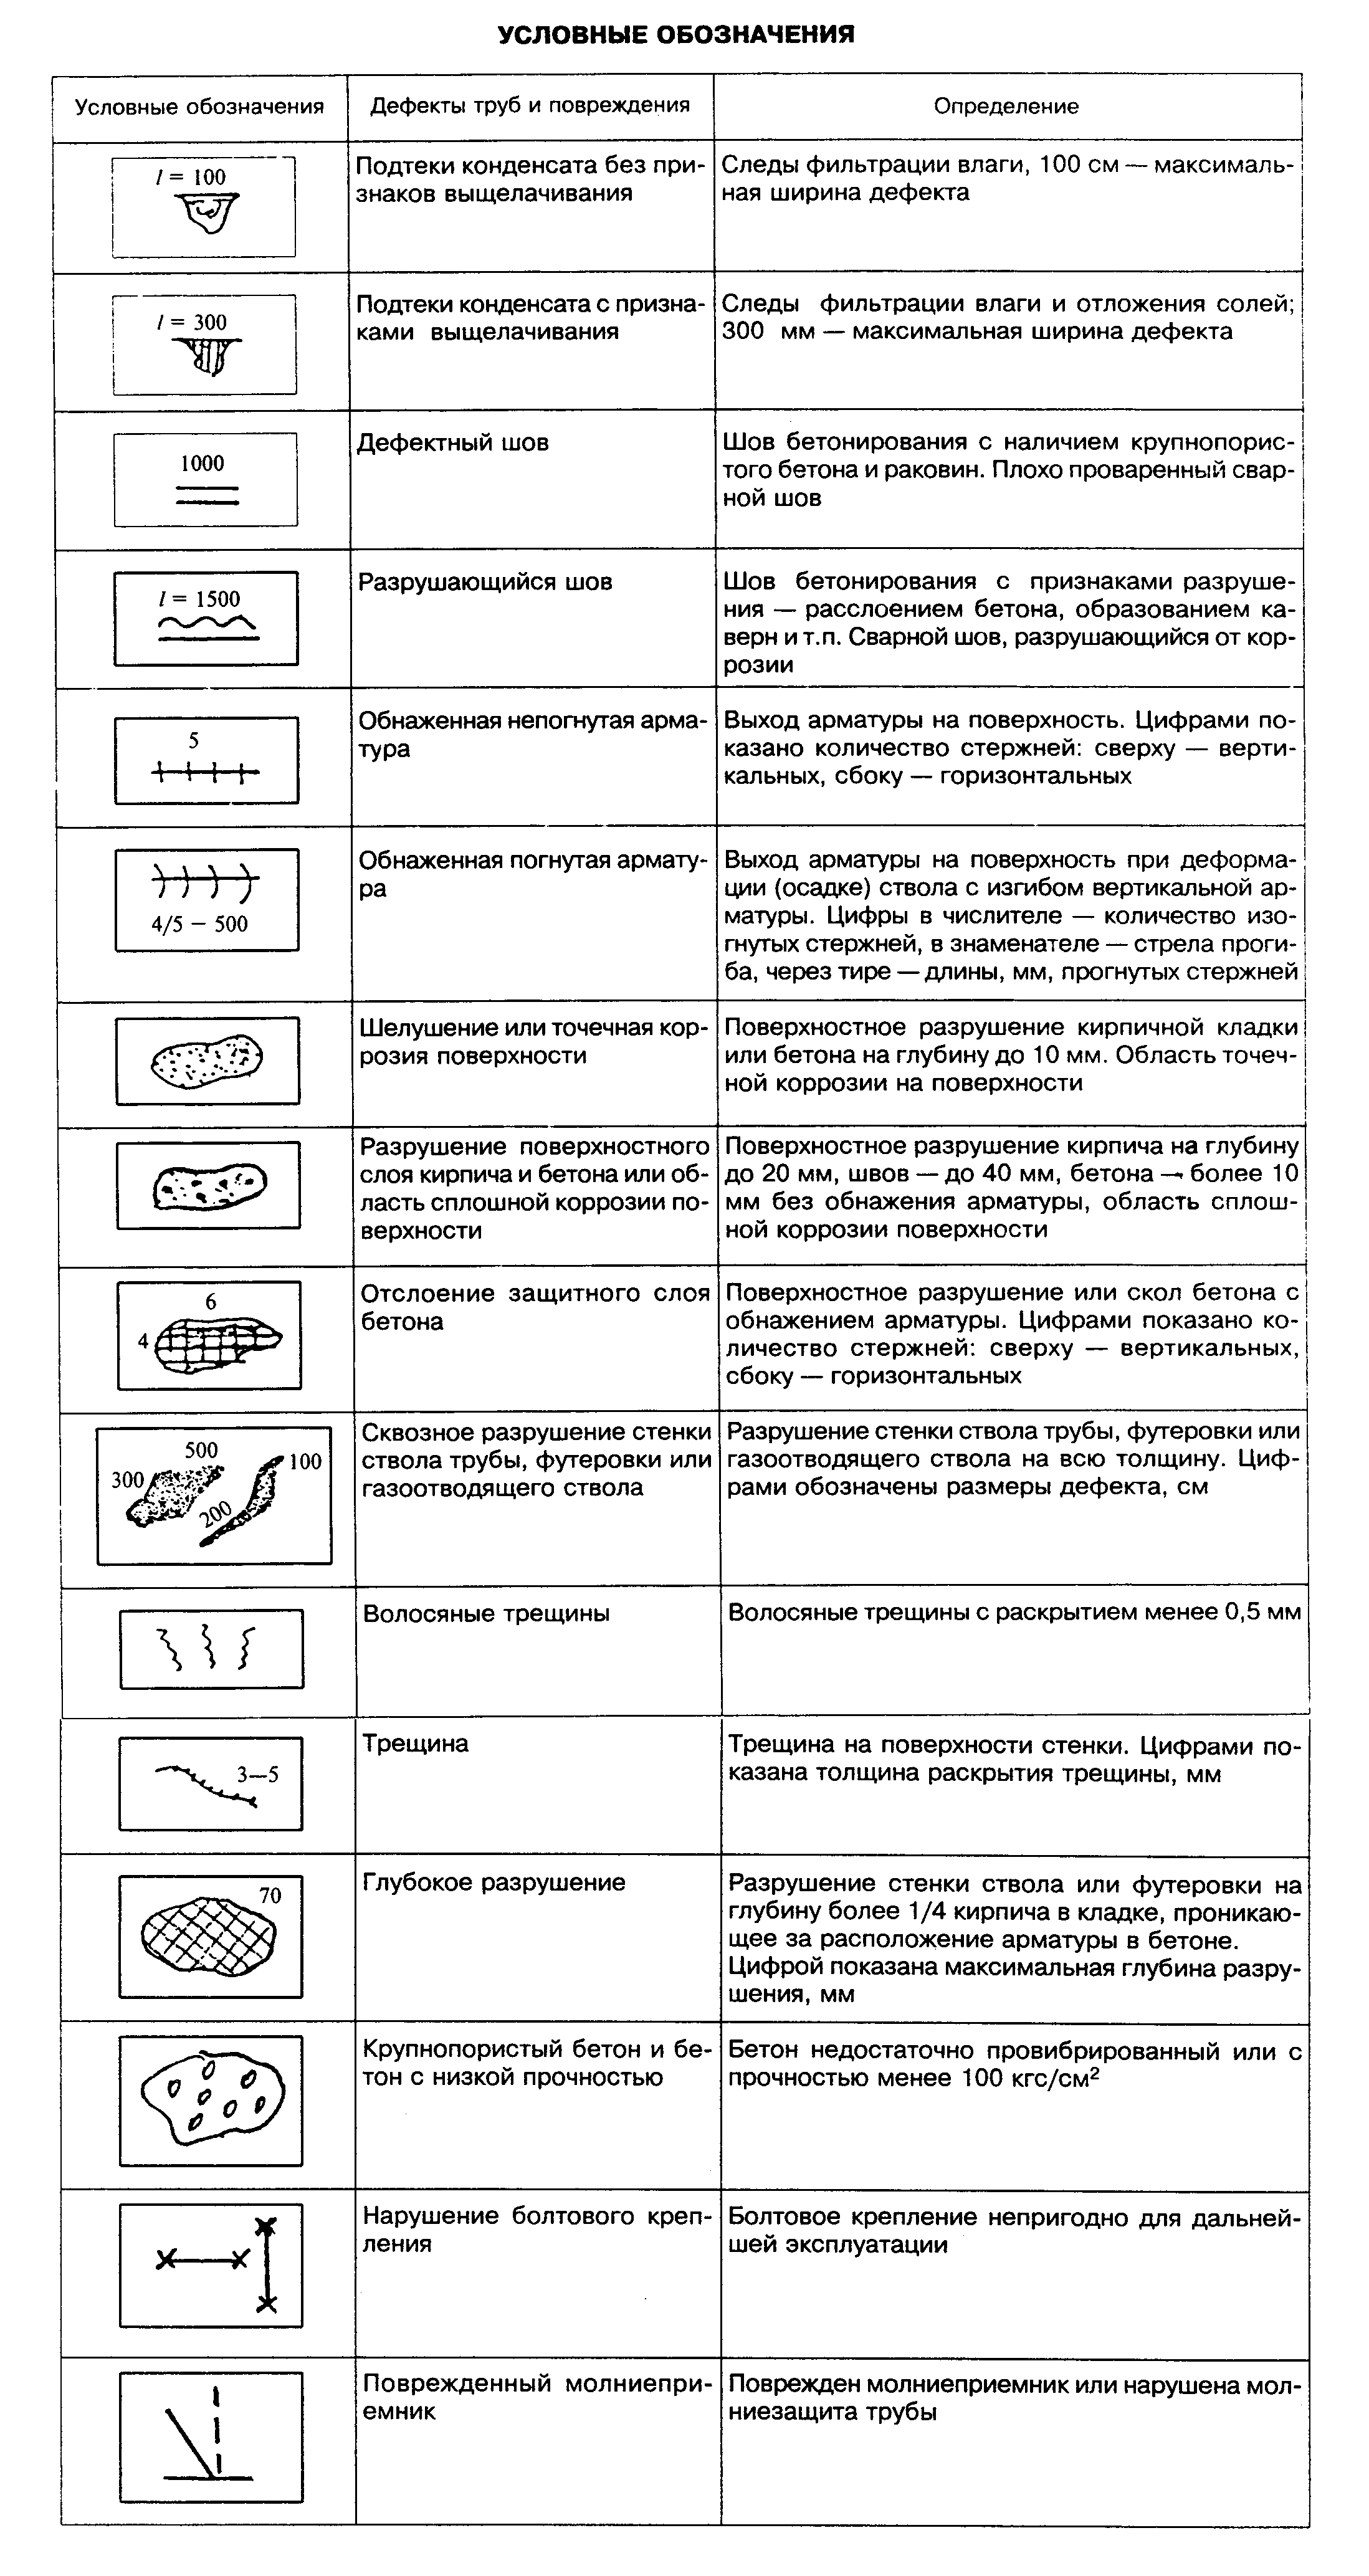 УСЛОВНЫЕ ОБОЗНАЧЕНИЯ
Условные обозначения
Дефекты труб и повреждения
Определение
l = 100
Подтеки конденсата без при-
знаков выщелачивания
Следы фильтрации влаги, 100 см — максималь-
ная ширина дефекта
l = 300
Подтеки конденсата с призна-
ками выщелачивания
Следы фильтрации влаги и отложения солей;
300 мм — максимальная ширина дефекта
1000
Дефектный шов
Шов бетонирования с наличием крупнопорис-
того бетона и раковин. Плохо проваренный свар-
ной шов
l = 1500
Разрушающийся шов
Шов бетонирования с признаками разруше-
ния — расслоением бетона, образованием ка-
верн и т.п. Сварной шов, разрушающийся от кор-
розии
5
Обнаженная непогнутая арма-
тура
Выход арматуры на поверхность. Цифрами по-
казано количество стержней: сверху — верти-
кальных, сбоку — горизонтальных
4/5 — 500
Обнаженная погнутая армату-
ра
Выход арматуры на поверхность при деформа-
ции (осадке) ствола с изгибом вертикальной ар-
матуры. Цифры в числителе — количество изо-
гнутых стержней, в знаменателе — стрела проги-
ба, через тире — длины, мм, прогнутых стержней
Шелушение или точечная кор-
розия поверхности
Поверхностное разрушение кирпичной кладки
или бетона на глубину до 10 мм. Область точеч-
ной коррозии на поверхности
Разрушение поверхностного
слоя кирпича и бетона или об-
ласть сплошной коррозии по-
верхности
Поверхностное разрушение кирпича на глубину
до 20 мм, швов — до 40 мм, бетона — более 10
мм без обнажения арматуры, область сплош-
ной коррозии поверхности
6
4
Отслоение защитного слоя
бетона
Поверхностное разрушение или скол бетона с
обнажением арматуры. Цифрами показано ко-
личество стержней: сверху — вертикальных,
сбоку — горизонтальных
500
300
100
200
Сквозное разрушение стенки
ствола трубы, футеровки или
газоотводящего ствола
Разрушение стенки ствола трубы, футеровки или
газоотводящего ствола на всю толщину. Циф-
рами обозначены размеры дефекта, см
Волосяные трещины
Волосяные трещины с раскрытием менее 0,5 мм
3—5
Трещина
Трещина на поверхности стенки. Цифрами по-
казана толщина раскрытия трещины, мм
70
Глубокое разрушение
Разрушение стенки ствола или футеровки на
глубину более 1/4 кирпича в кладке, проникаю-
щее за расположение арматуры в бетоне.
Цифрой показана максимальная глубина разру-
шения, мм
Крупнопористый бетон и бе-
тон с низкой прочностью
Бетон недостаточно провибрированный или с
прочностью менее 100 кгс/см²
Нарушение болтового креп-
ления
Болтовое крепление непригодно для дальней-
шей эксплуатации
Поврежденный молниепри-
емник
Поврежден молниеприемник или нарушена мол-
ниезащита трубы